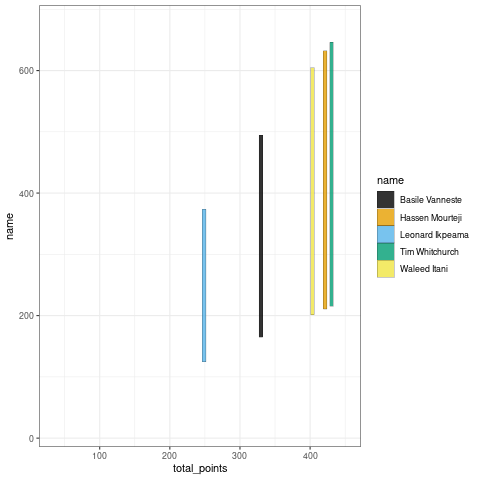 600
400
200
0
name
100
200
300
400
total_points
name
Basile Vanneste
Hassen Mourteji
Leonard Ikpeama
Tim Whitchurch
Waleed Itani